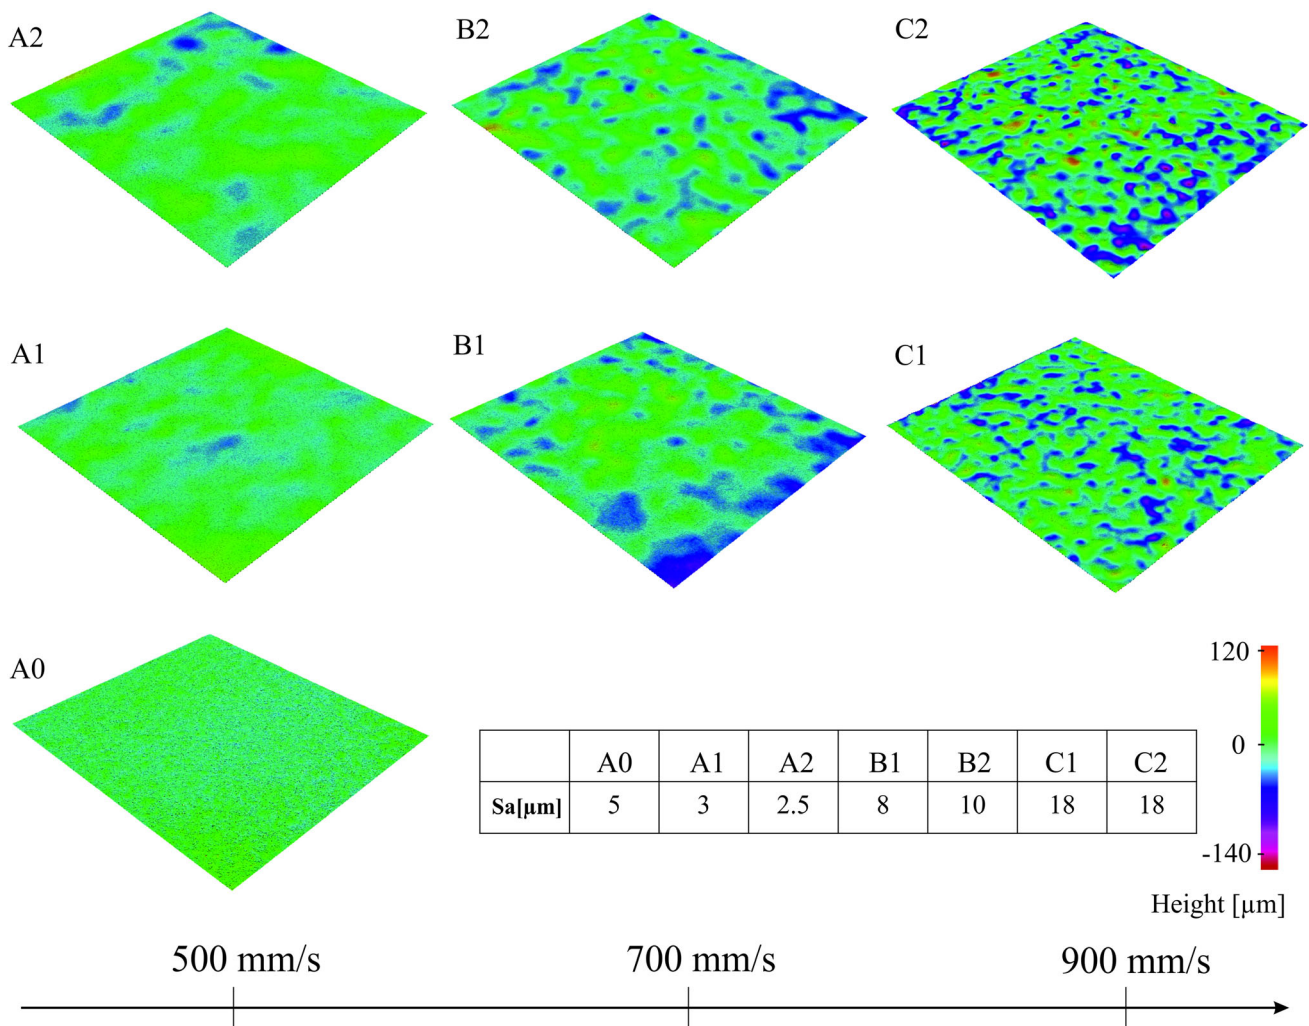 A2
B2
C2
A1
B1
C1
A0
A0 A1 A2 B1 B2 C1 C2
Sa[µm] 5 3 2.5 8 10 18 18
120
0
-140
Height [µm]
500 mm/s 700 mm/s 900 mm/s